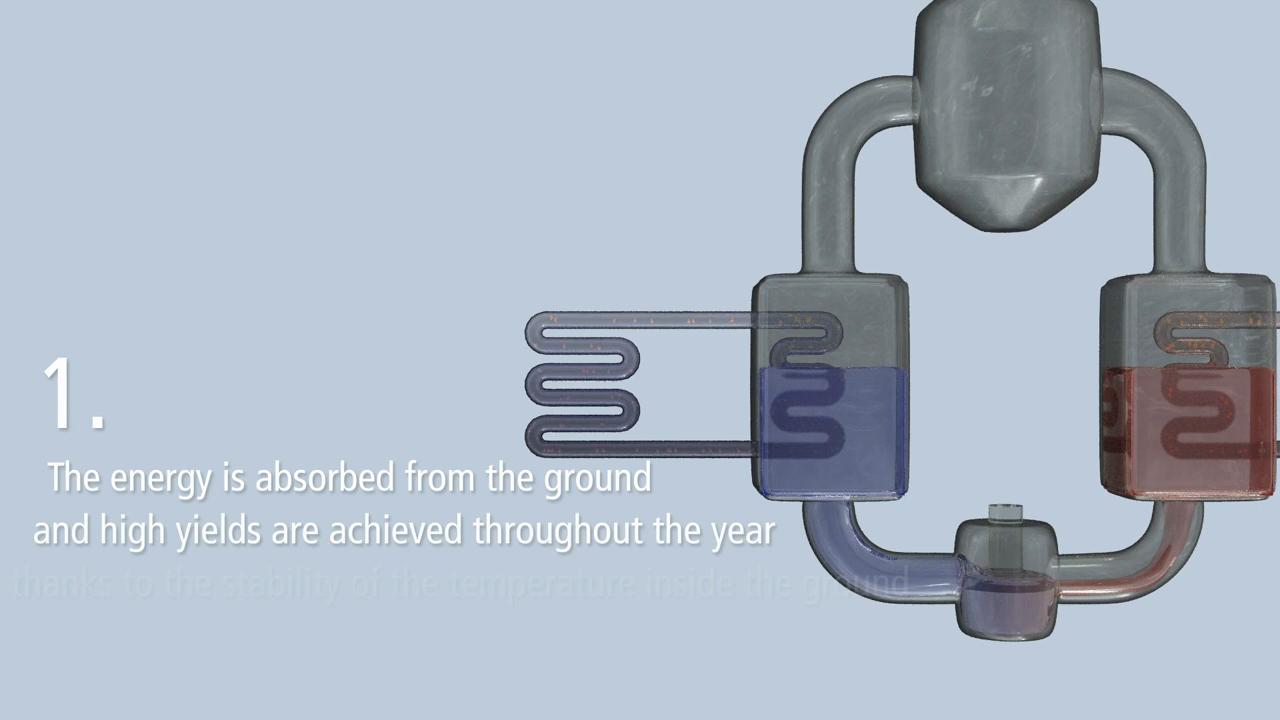 1.
The energy is absorbed from the ground
and high yields are achieved throughout the year
thanks to the stability of the temperature inside the ground